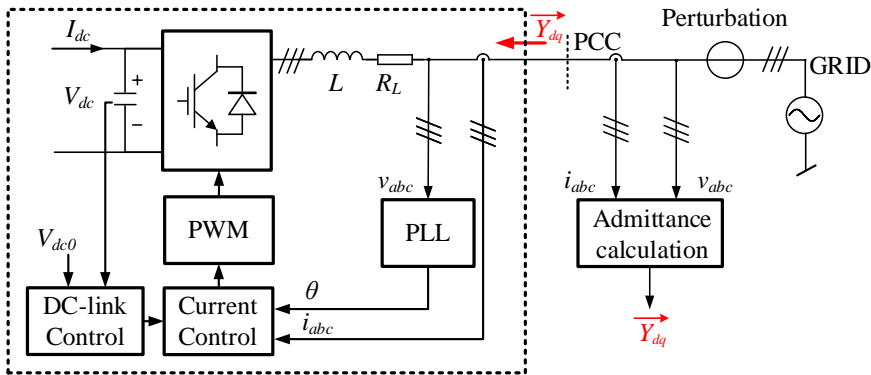 Perturbation
I_dc
Y_dq
PCC
GRID
V_dc
+
−
L
R_L
v_abc
i_abc
v_abc
PWM
PLL
Admittance
calculation
V_dc0
DC-link
Control
Current
Control
θ
i_abc
Y_dq